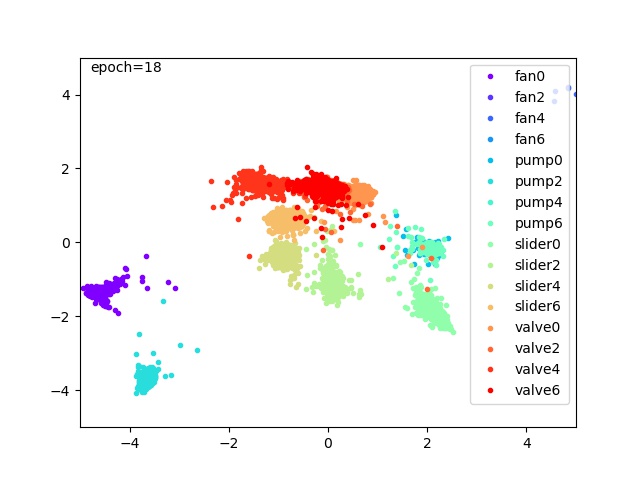 epoch=18
fan0
fan2
fan4
fan6
pump0
pump2
pump4
pump6
slider0
slider2
slider4
slider6
valve0
valve2
valve4
valve6
4
2
0
−2
−4
−4
−2
0
2
4